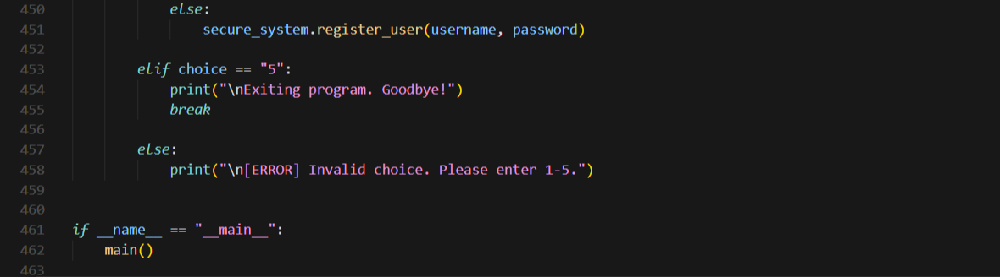 450 else:
451 secure_system.register_user(username, password)
452
453 elif choice == "5":
454 print("\nExiting program. Goodbye!")
455 break
456
457 else:
458 print("\n[ERROR] Invalid choice. Please enter 1-5.")
459
460
461 if __name__ == "__main__":
462 main()
463